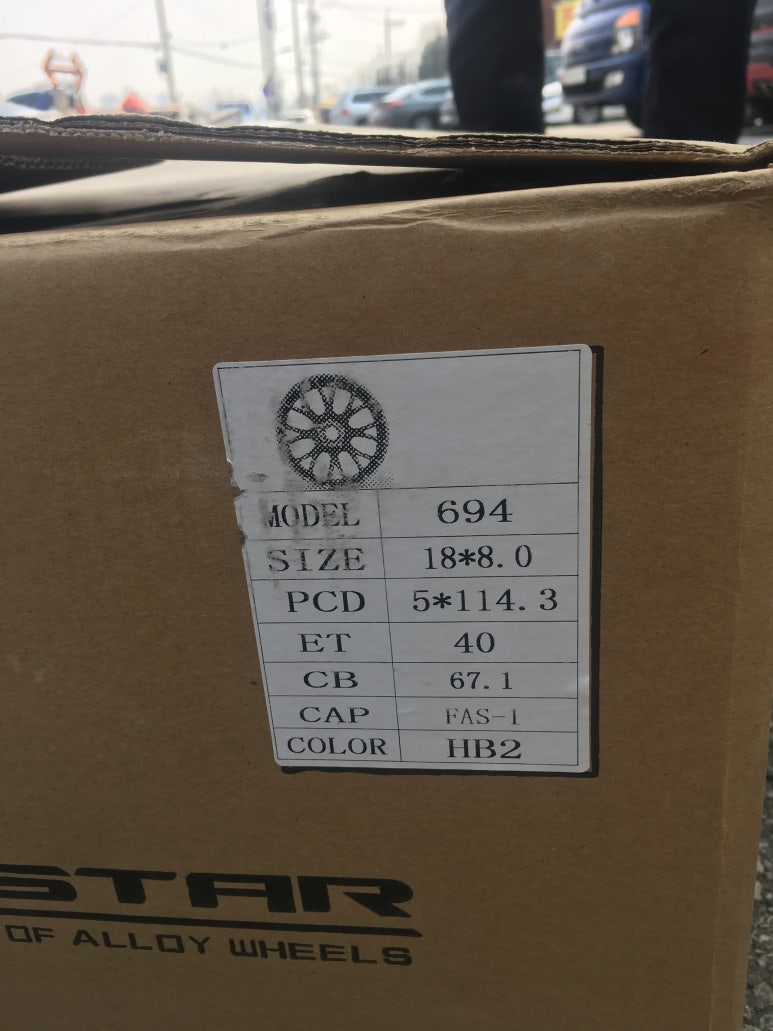 MODEL 694
SIZE 18*8.0
PCD 5*114.3
ET 40
CB 67.1
CAP FAS-1
COLOR HB2
STAR
OF ALLOY WHEELS